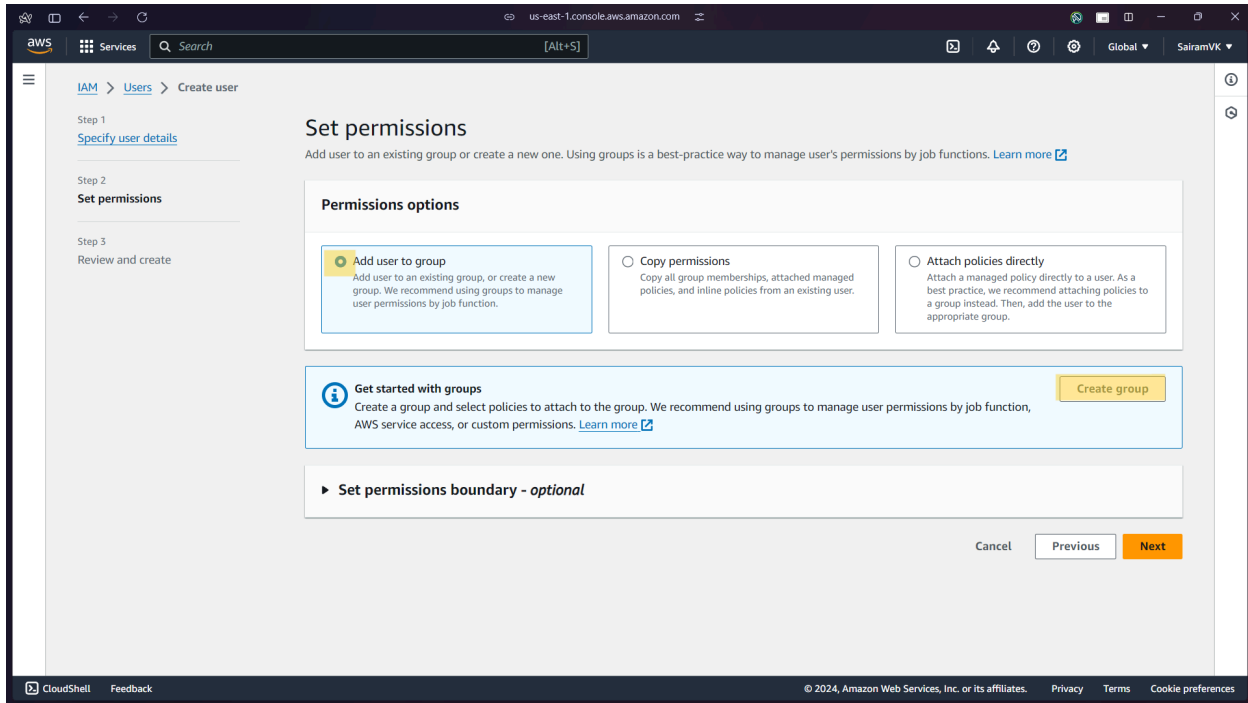 us-east-1.console.aws.amazon.com
aws
Services
Search
[Alt+S]
Global ▼
SairamVK ▼
IAM > Users > Create user
Step 1
Specify user details
Step 2
Set permissions
Step 3
Review and create
Set permissions
Add user to an existing group or create a new one. Using groups is a best-practice way to manage user's permissions by job functions. Learn more
Permissions options
Add user to group
Add user to an existing group, or create a new
group. We recommend using groups to manage
user permissions by job function.
Copy permissions
Copy all group memberships, attached managed
policies, and inline policies from an existing user.
Attach policies directly
Attach a managed policy directly to a user. As a
best practice, we recommend attaching policies to
a group instead. Then, add the user to the
appropriate group.
Get started with groups
Create a group and select policies to attach to the group. We recommend using groups to manage user permissions by job function,
AWS service access, or custom permissions. Learn more
Create group
Set permissions boundary - optional
Cancel
Previous
Next
CloudShell
Feedback
© 2024, Amazon Web Services, Inc. or its affiliates.
Privacy
Terms
Cookie preferences